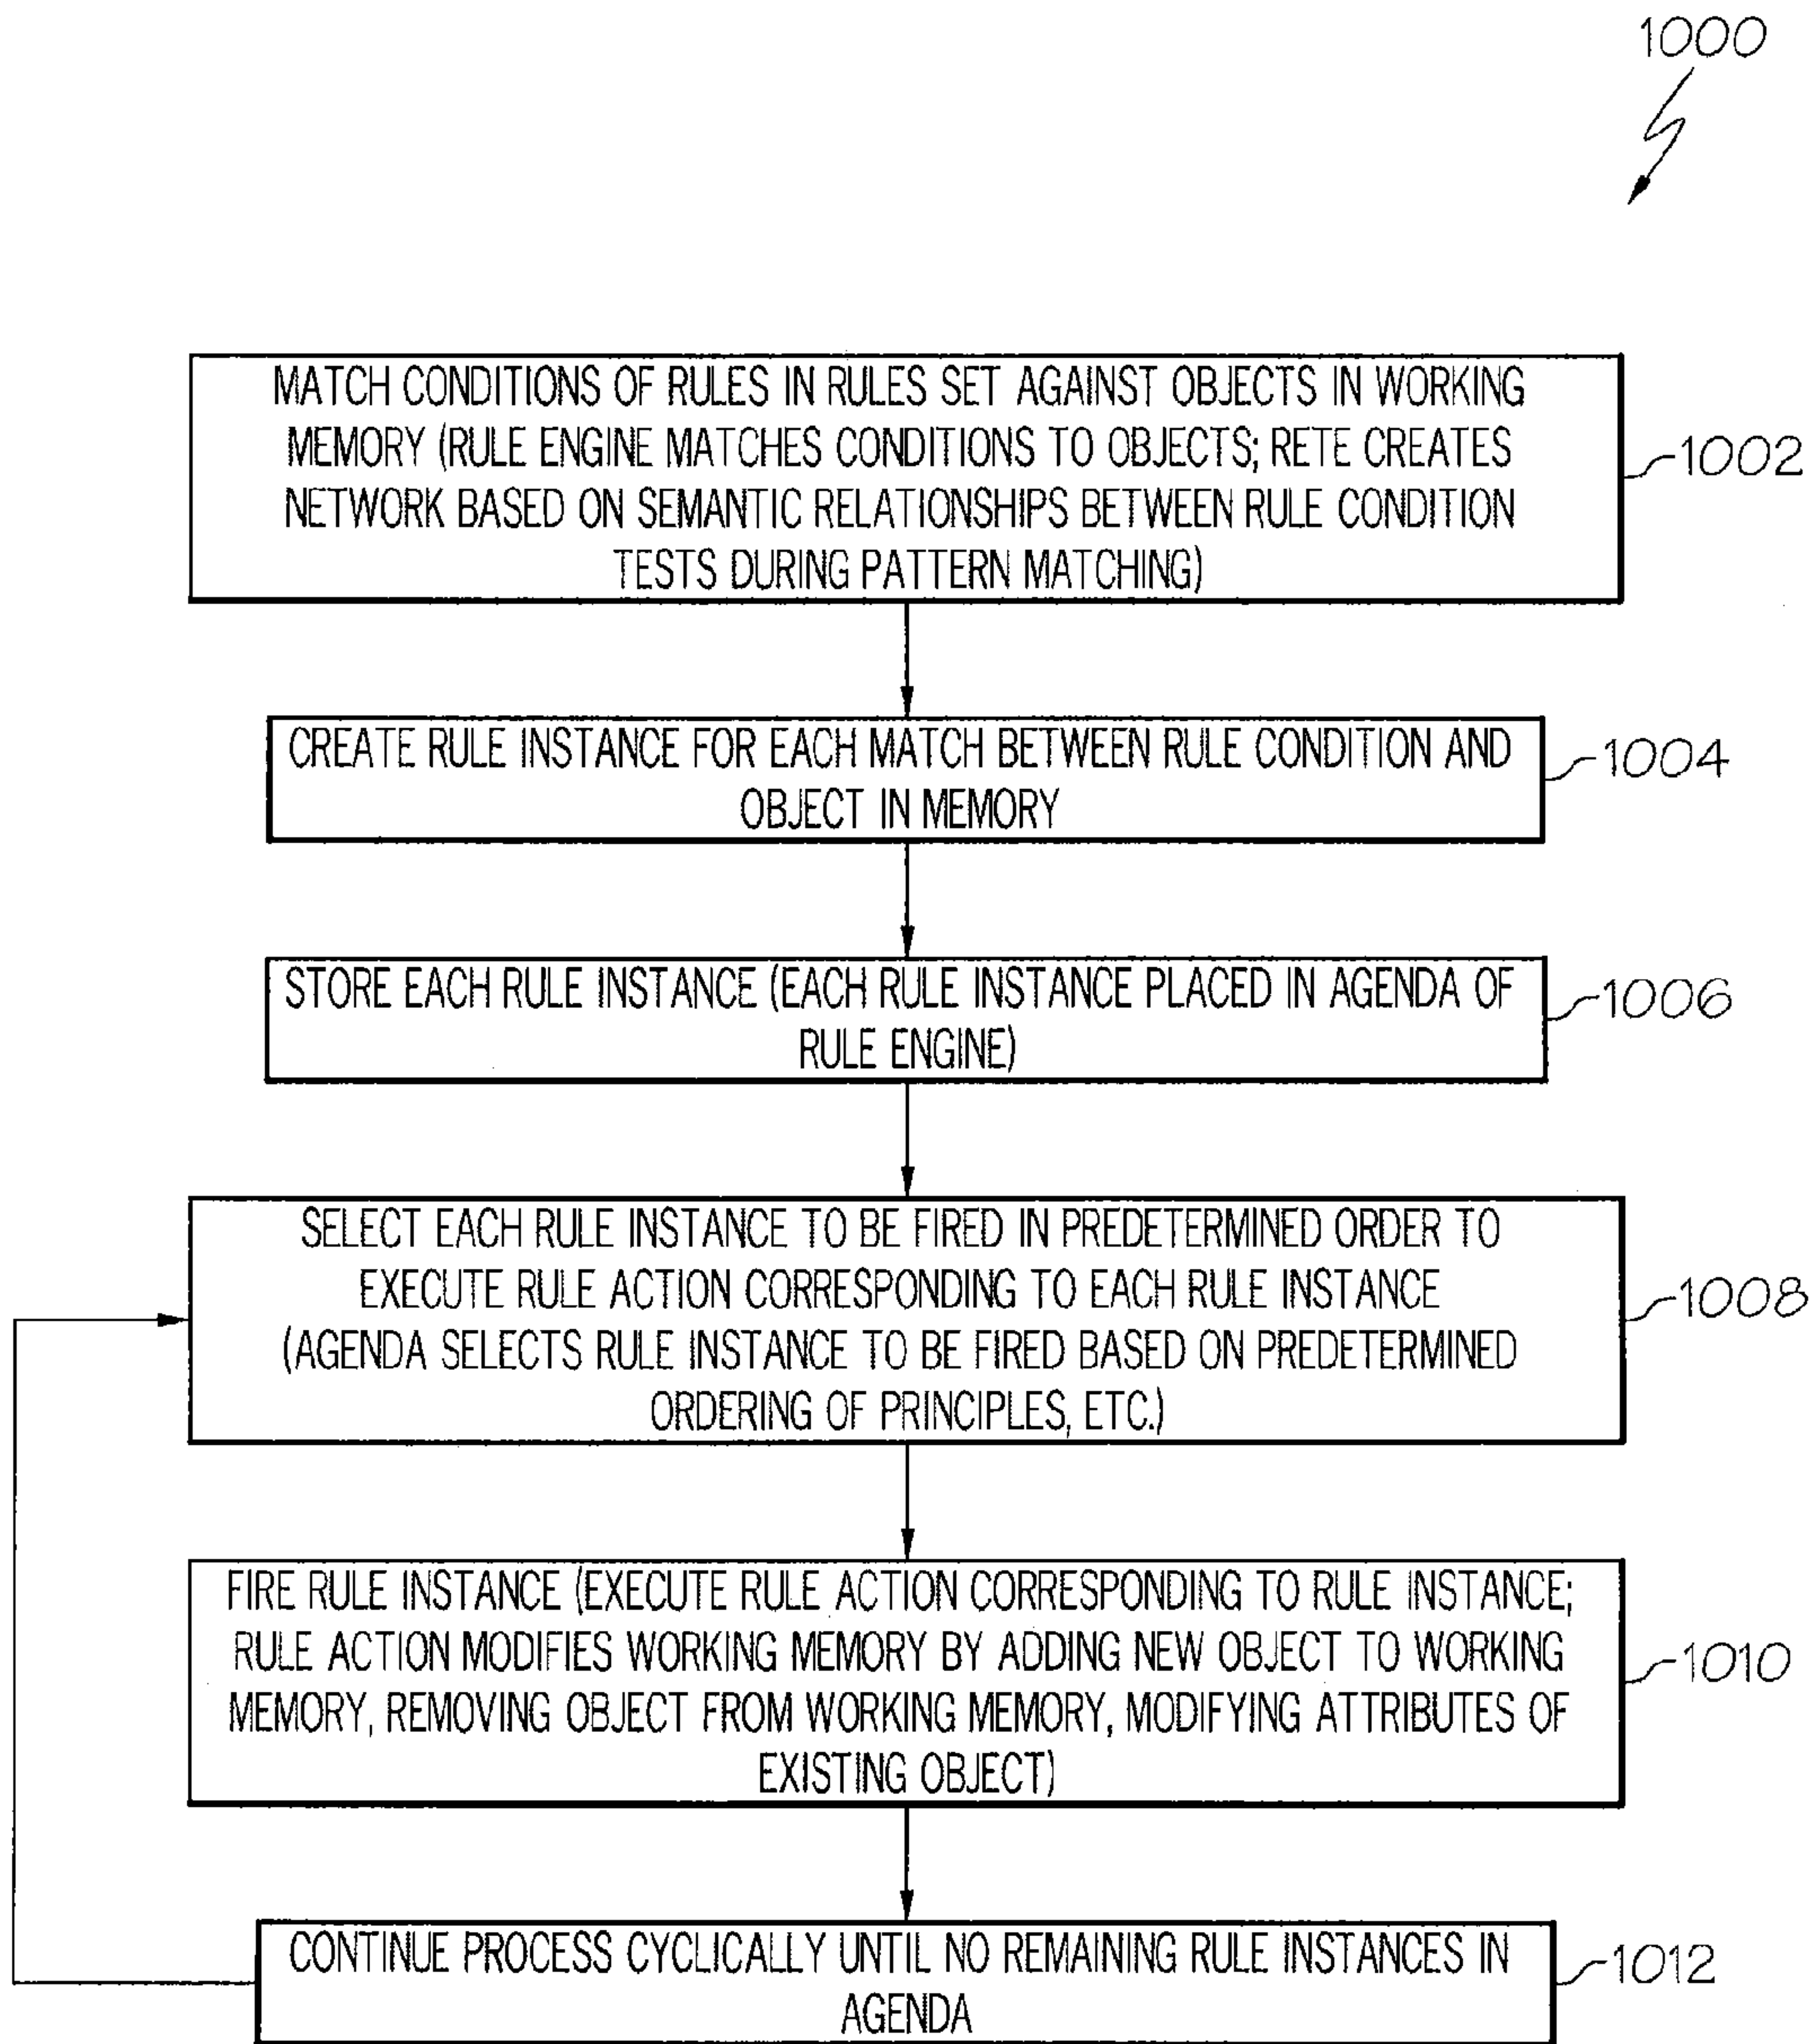 1000
MATCH CONDITIONS OF RULES IN RULES SET AGAINST OBJECTS IN WORKING
MEMORY (RULE ENGINE MATCHES CONDITIONS TO OBJECTS; RETE CREATES
NETWORK BASED ON SEMANTIC RELATIONSHIPS BETWEEN RULE CONDITION
TESTS DURING PATTERN MATCHING)
1002
CREATE RULE INSTANCE FOR EACH MATCH BETWEEN RULE CONDITION AND
OBJECT IN MEMORY
1004
STORE EACH RULE INSTANCE (EACH RULE INSTANCE PLACED IN AGENDA OF
RULE ENGINE)
1006
SELECT EACH RULE INSTANCE TO BE FIRED IN PREDETERMINED ORDER TO
EXECUTE RULE ACTION CORRESPONDING TO EACH RULE INSTANCE
(AGENDA SELECTS RULE INSTANCE TO BE FIRED BASED ON PREDETERMINED
ORDERING OF PRINCIPLES, ETC.)
1008
FIRE RULE INSTANCE (EXECUTE RULE ACTION CORRESPONDING TO RULE INSTANCE;
RULE ACTION MODIFIES WORKING MEMORY BY ADDING NEW OBJECT TO WORKING
MEMORY, REMOVING OBJECT FROM WORKING MEMORY, MODIFYING ATTRIBUTES OF
EXISTING OBJECT)
1010
CONTINUE PROCESS CYCLICALLY UNTIL NO REMAINING RULE INSTANCES IN
AGENDA
1012